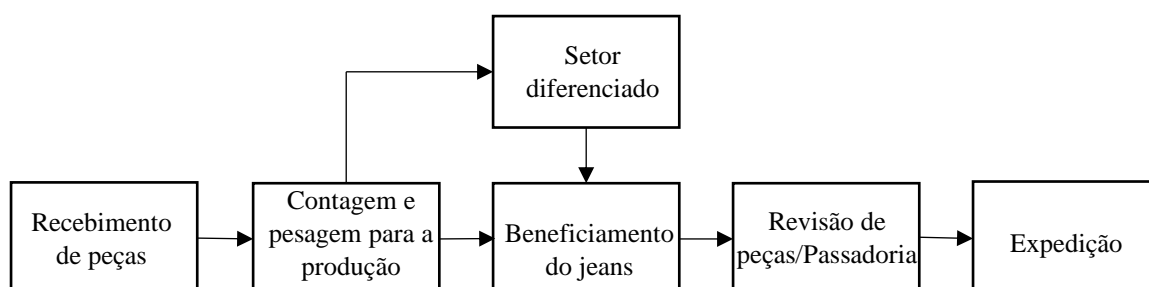 Setor
diferenciado
Recebimento
de peças
Contagem e
pesagem para a
produção
Beneficiamento
do jeans
Revisão de
peças/Passadoria
Expedição